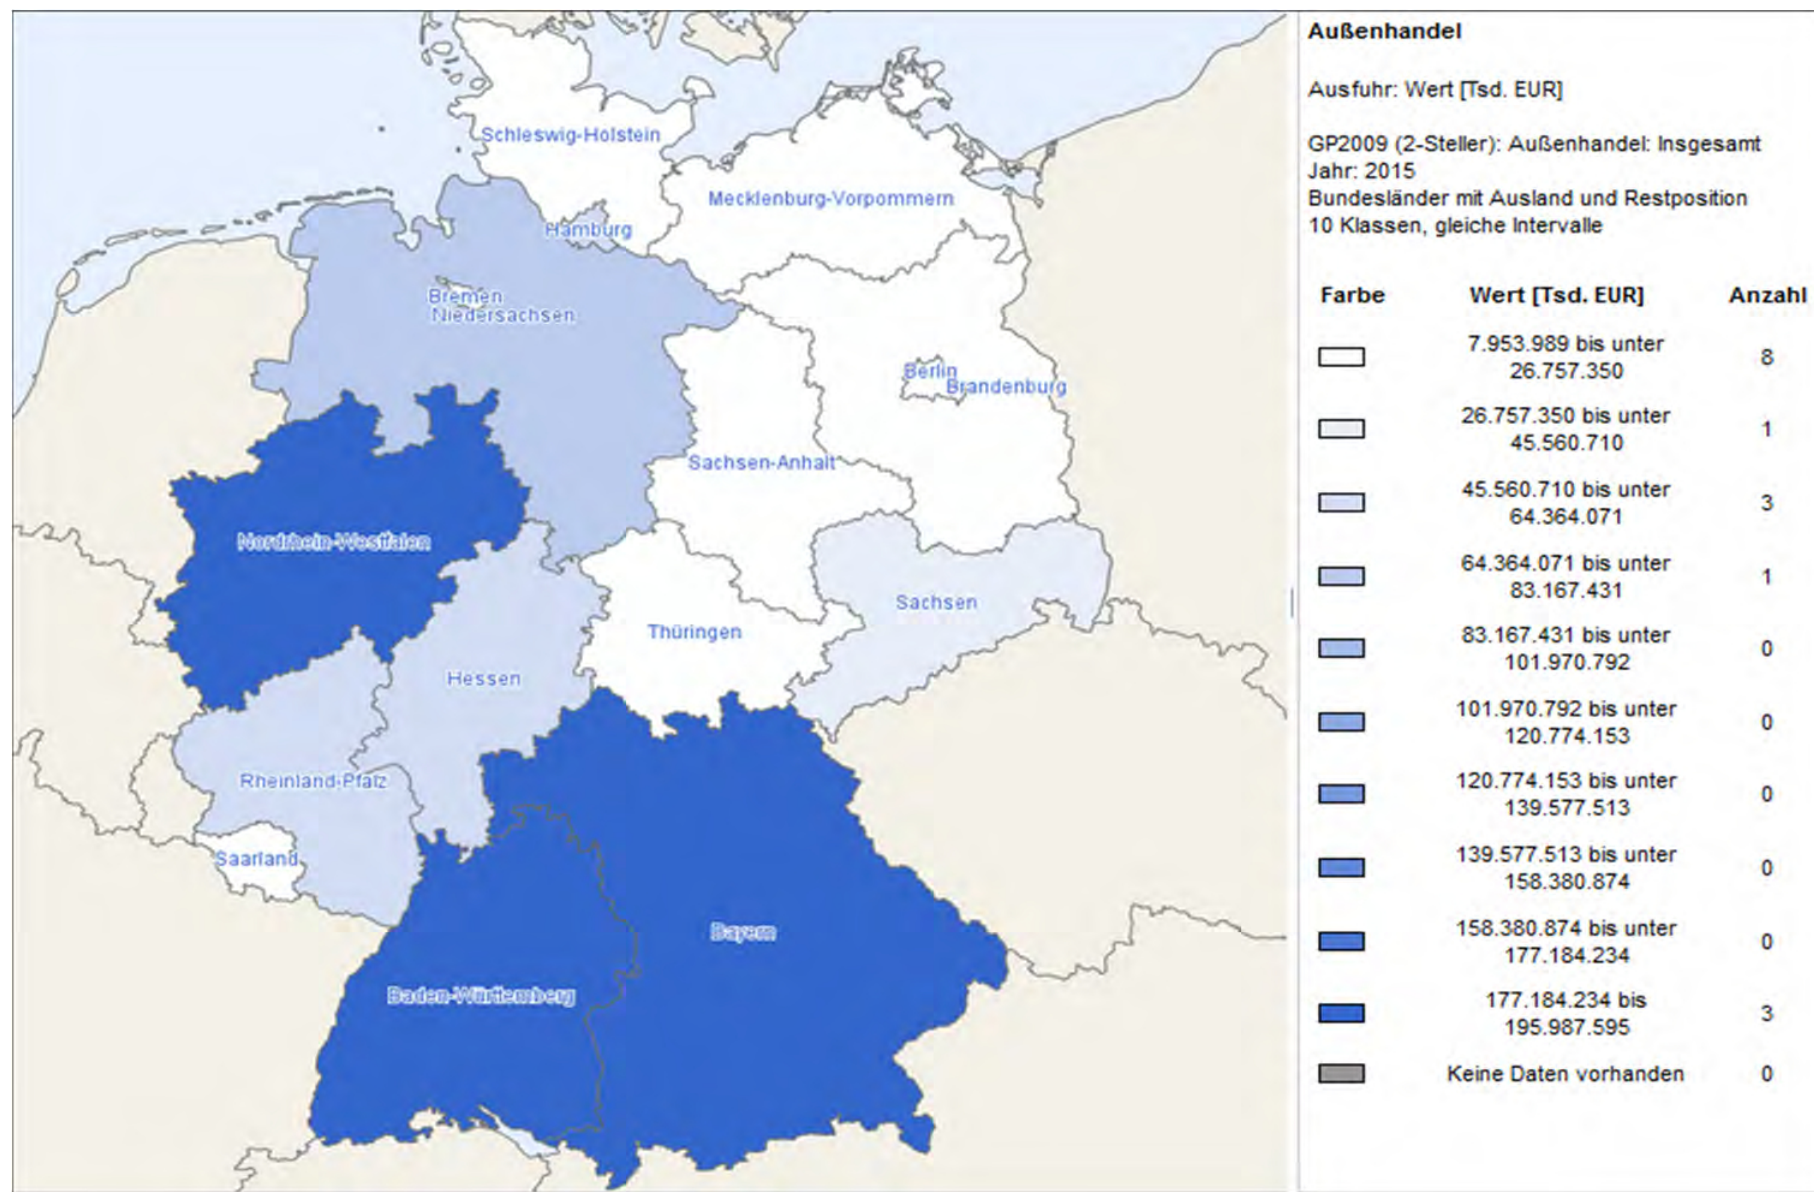 Schleswig-Holstein
Mecklenburg-Vorpommern
Hamburg
Bremen
Niedersachsen
Berlin
Brandenburg
Sachsen-Anhalt
Nordrhein-Westfalen
Sachsen
Thüringen
Hessen
Rheinland-Pfalz
Saarland
Bayern
Baden-Württemberg
Außenhandel
Ausfuhr: Wert [Tsd. EUR]
GP2009 (2-Steller): Außenhandel: Insgesamt
Jahr: 2015
Bundesländer mit Ausland und Restposition
10 Klassen, gleiche Intervalle
Farbe Wert [Tsd. EUR] Anzahl
7.953.989 bis unter
26.757.350 8
26.757.350 bis unter
45.560.710 1
45.560.710 bis unter
64.364.071 3
64.364.071 bis unter
83.167.431 1
83.167.431 bis unter
101.970.792 0
101.970.792 bis unter
120.774.153 0
120.774.153 bis unter
139.577.513 0
139.577.513 bis unter
158.380.874 0
158.380.874 bis unter
177.184.234 0
177.184.234 bis
195.987.595 3
Keine Daten vorhanden 0